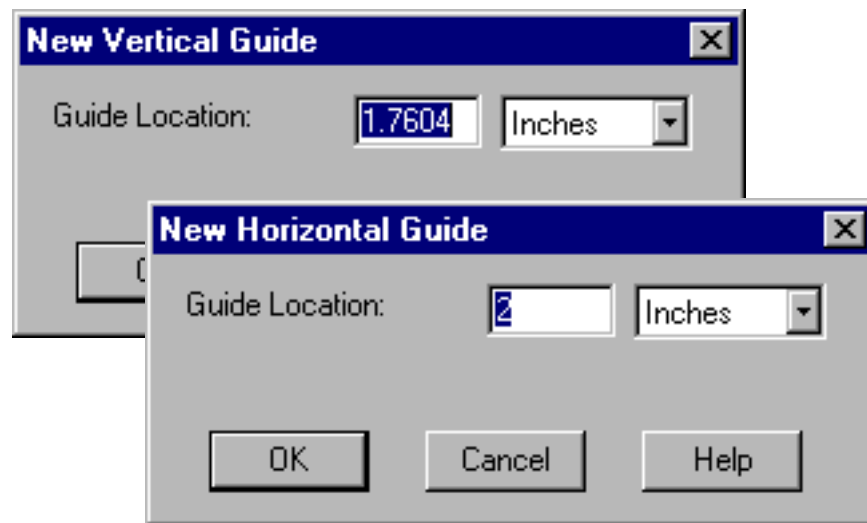 New Vertical Guide
Guide Location: 1.7604 Inches
New Horizontal Guide
Guide Location: 2 Inches
OK Cancel Help